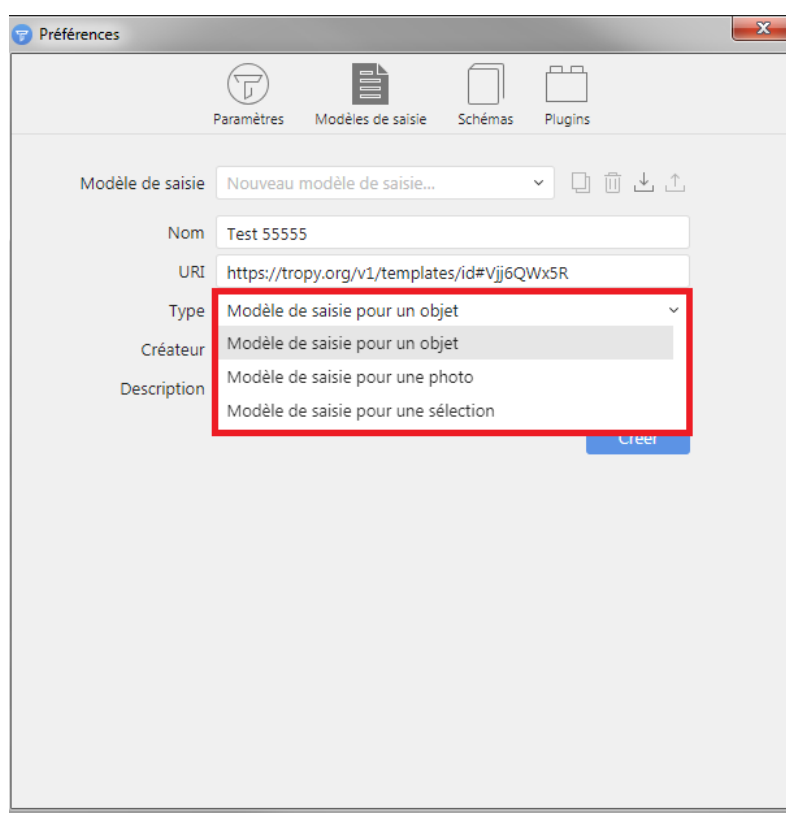 Préférences
Paramètres Modèles de saisie Schémas Plugins
Modèle de saisie Nouveau modèle de saisie...
Nom Test 55555
URI https://tropy.org/v1/templates/id#Vjj6QWx5R
Type Modèle de saisie pour un objet
Créateur Modèle de saisie pour un objet
Modèle de saisie pour une photo
Description
Modèle de saisie pour une sélection
Créer